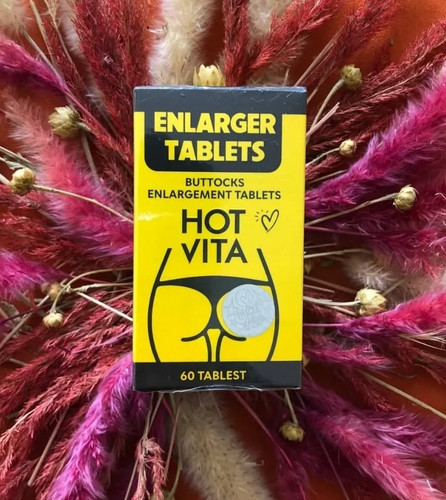 ENLARGER
TABLETS
BUTTOCKS
ENLARGEMENT TABLETS
HOT
VITA
60 TABLEST